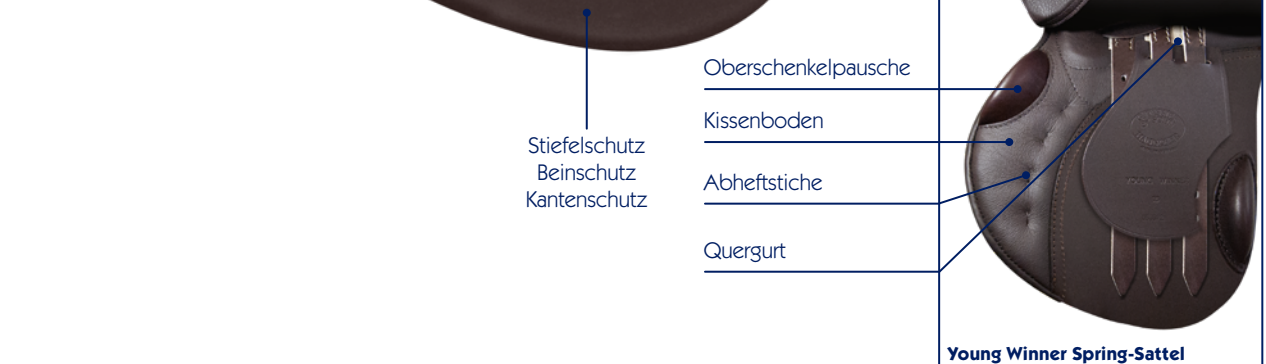 Oberschenkelpausche
Kissenboden
Stiefelschutz
Beinschutz
Kantenschutz
Abheftstiche
Quergurt
Young Winner Spring-Sattel